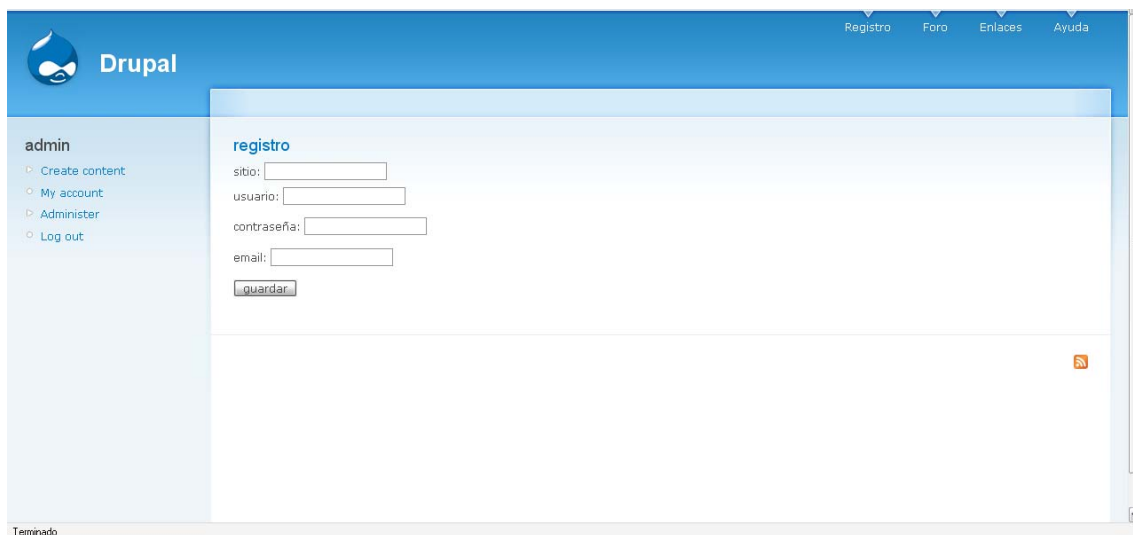 Registro Foro Enlaces Ayuda
Drupal
admin
Create content
My account
Administer
Log out
registro
sitio:
usuario:
contraseña:
email:
guardar
Terminado